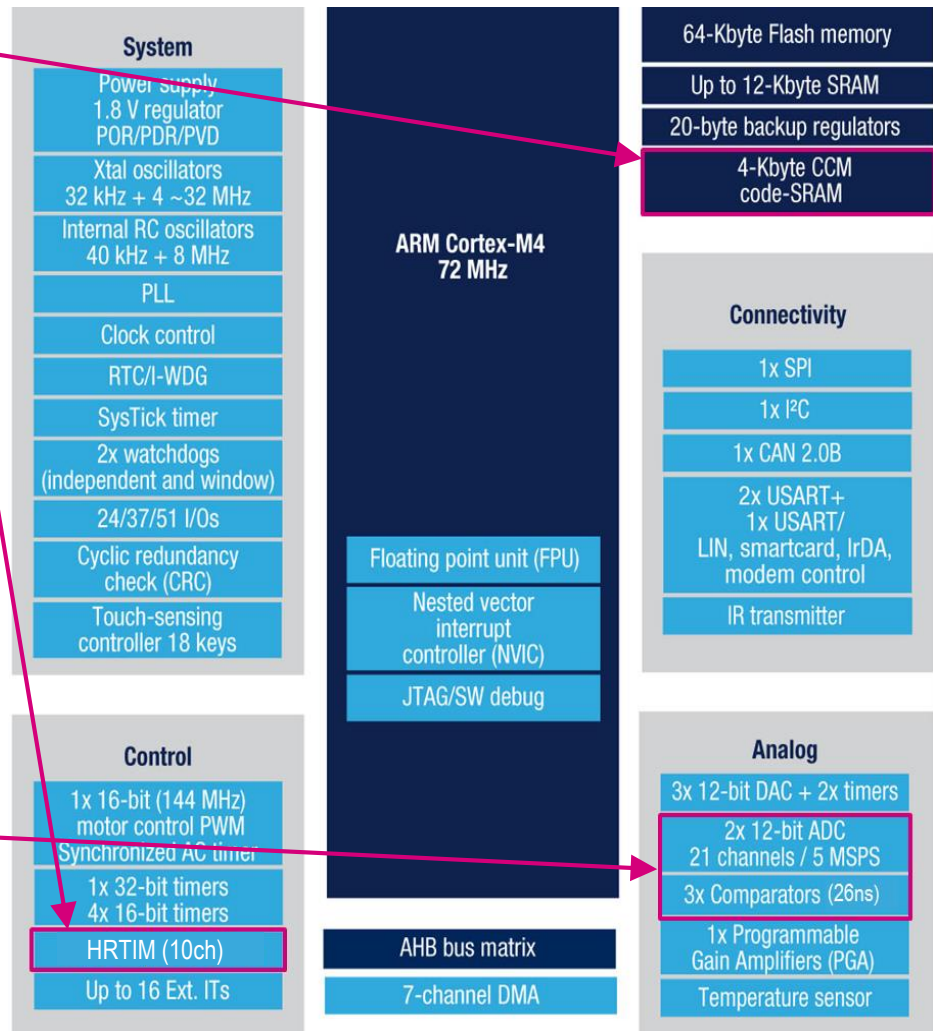 System
Power supply
1.8 V regulator
POR/PDR/PVD
Xtal oscillators
32 kHz + 4 ~32 MHz
Internal RC oscillators
40 kHz + 8 MHz
PLL
Clock control
RTC/I-WDG
SysTick timer
2x watchdogs
(independent and window)
24/37/51 I/Os
Cyclic redundancy
check (CRC)
Touch-sensing
controller 18 keys
Control
1x 16-bit (144 MHz)
motor control PWM
Synchronized AC timer
1x 32-bit timers
4x 16-bit timers
HRTIM (10ch)
Up to 16 Ext. ITs
ARM Cortex-M4
72 MHz
Floating point unit (FPU)
Nested vector
interrupt
controller (NVIC)
JTAG/SW debug
AHB bus matrix
7-channel DMA
64-Kbyte Flash memory
Up to 12-Kbyte SRAM
20-byte backup regulators
4-Kbyte CCM
code-SRAM
Connectivity
1x SPI
1x I²C
1x CAN 2.0B
2x USART+
1x USART/
LIN, smartcard, IrDA,
modem control
IR transmitter
Analog
3x 12-bit DAC + 2x timers
2x 12-bit ADC
21 channels / 5 MSPS
3x Comparators (26ns)
1x Programmable
Gain Amplifiers (PGA)
Temperature sensor